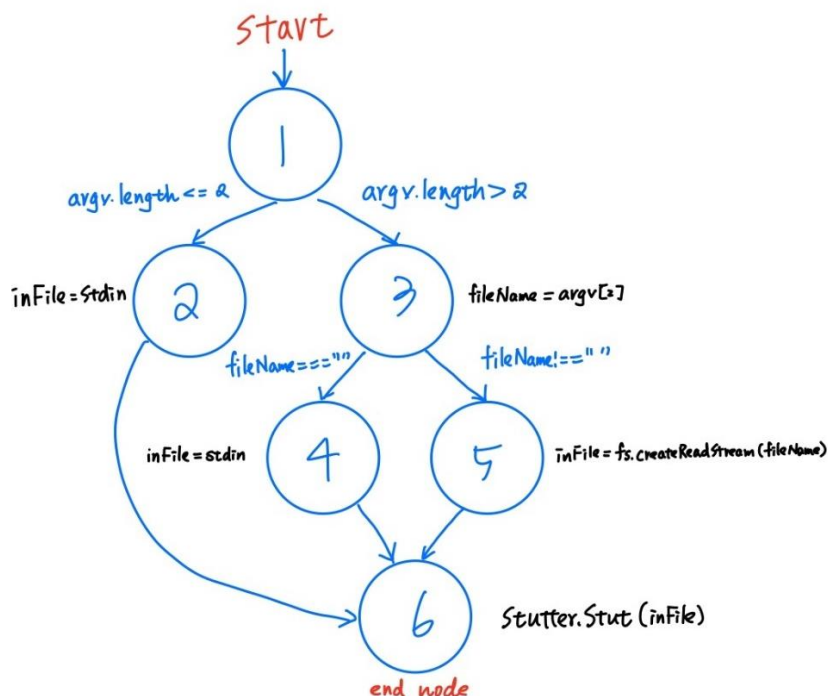 Start
1
argv.length <= 2
argv.length > 2
inFile = Stdin
2
3
fileName = argv[2]
fileName === ""
fileName! == " "
inFile = stdin
4
5
inFile = fs.createReadStream(fileName)
6
Stutter.Stut (inFile)
end node